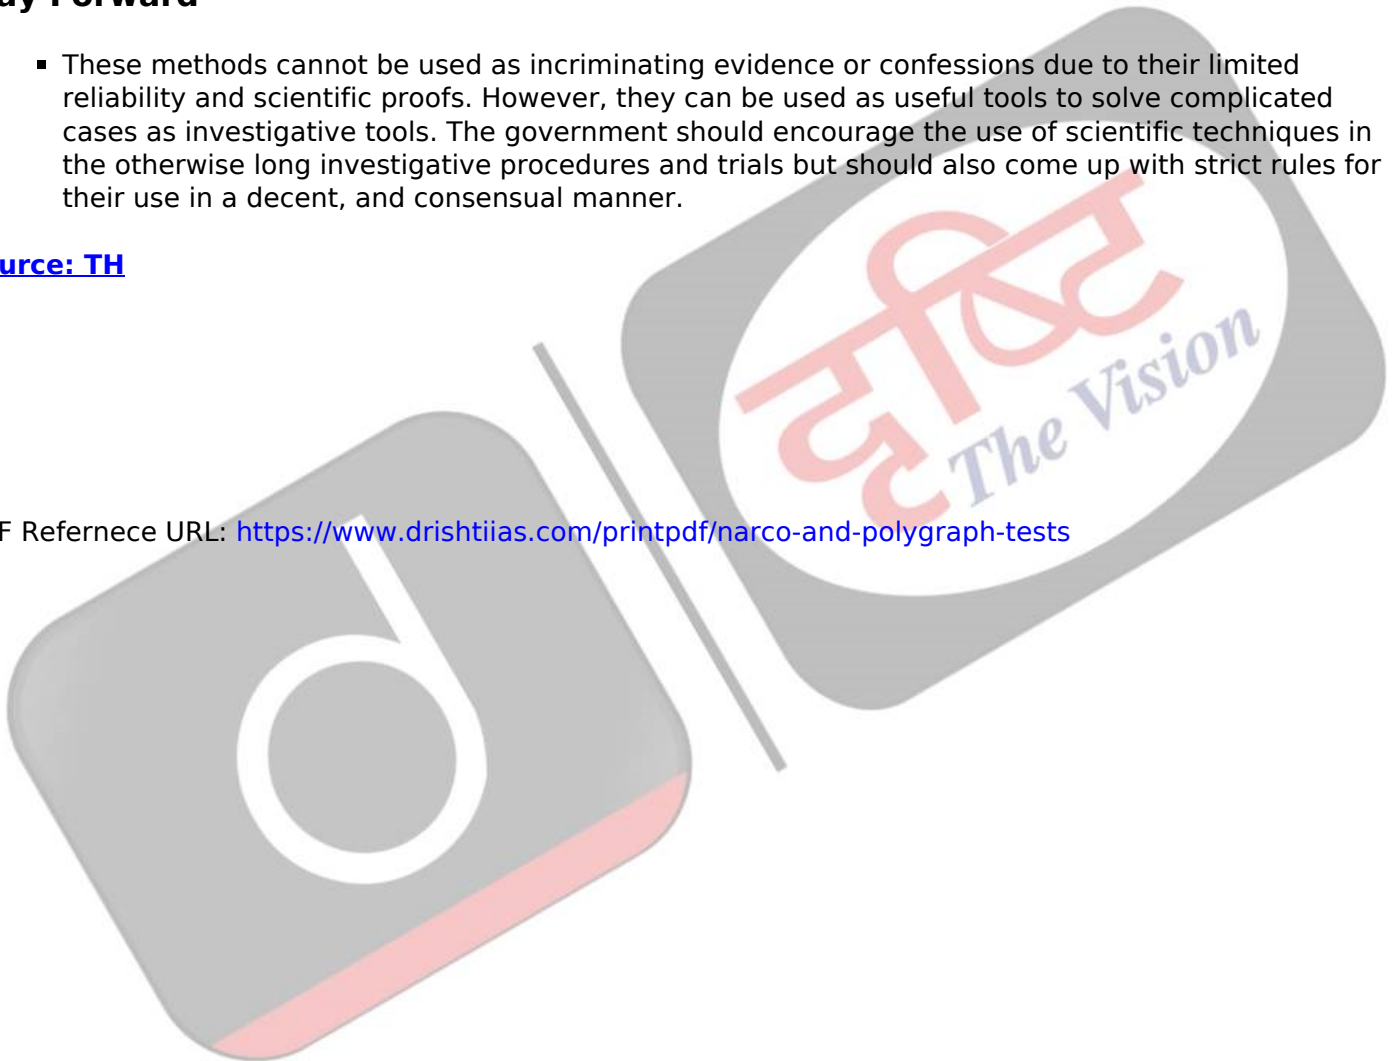 ay Forward
▪ These methods cannot be used as incriminating evidence or confessions due to their limited
reliability and scientific proofs. However, they can be used as useful tools to solve complicated
cases as investigative tools. The government should encourage the use of scientific techniques in
the otherwise long investigative procedures and trials but should also come up with strict rules for
their use in a decent, and consensual manner.
urce: TH
दृष्टि
The Vision
F Refernece URL: https://www.drishtiias.com/printpdf/narco-and-polygraph-tests
d